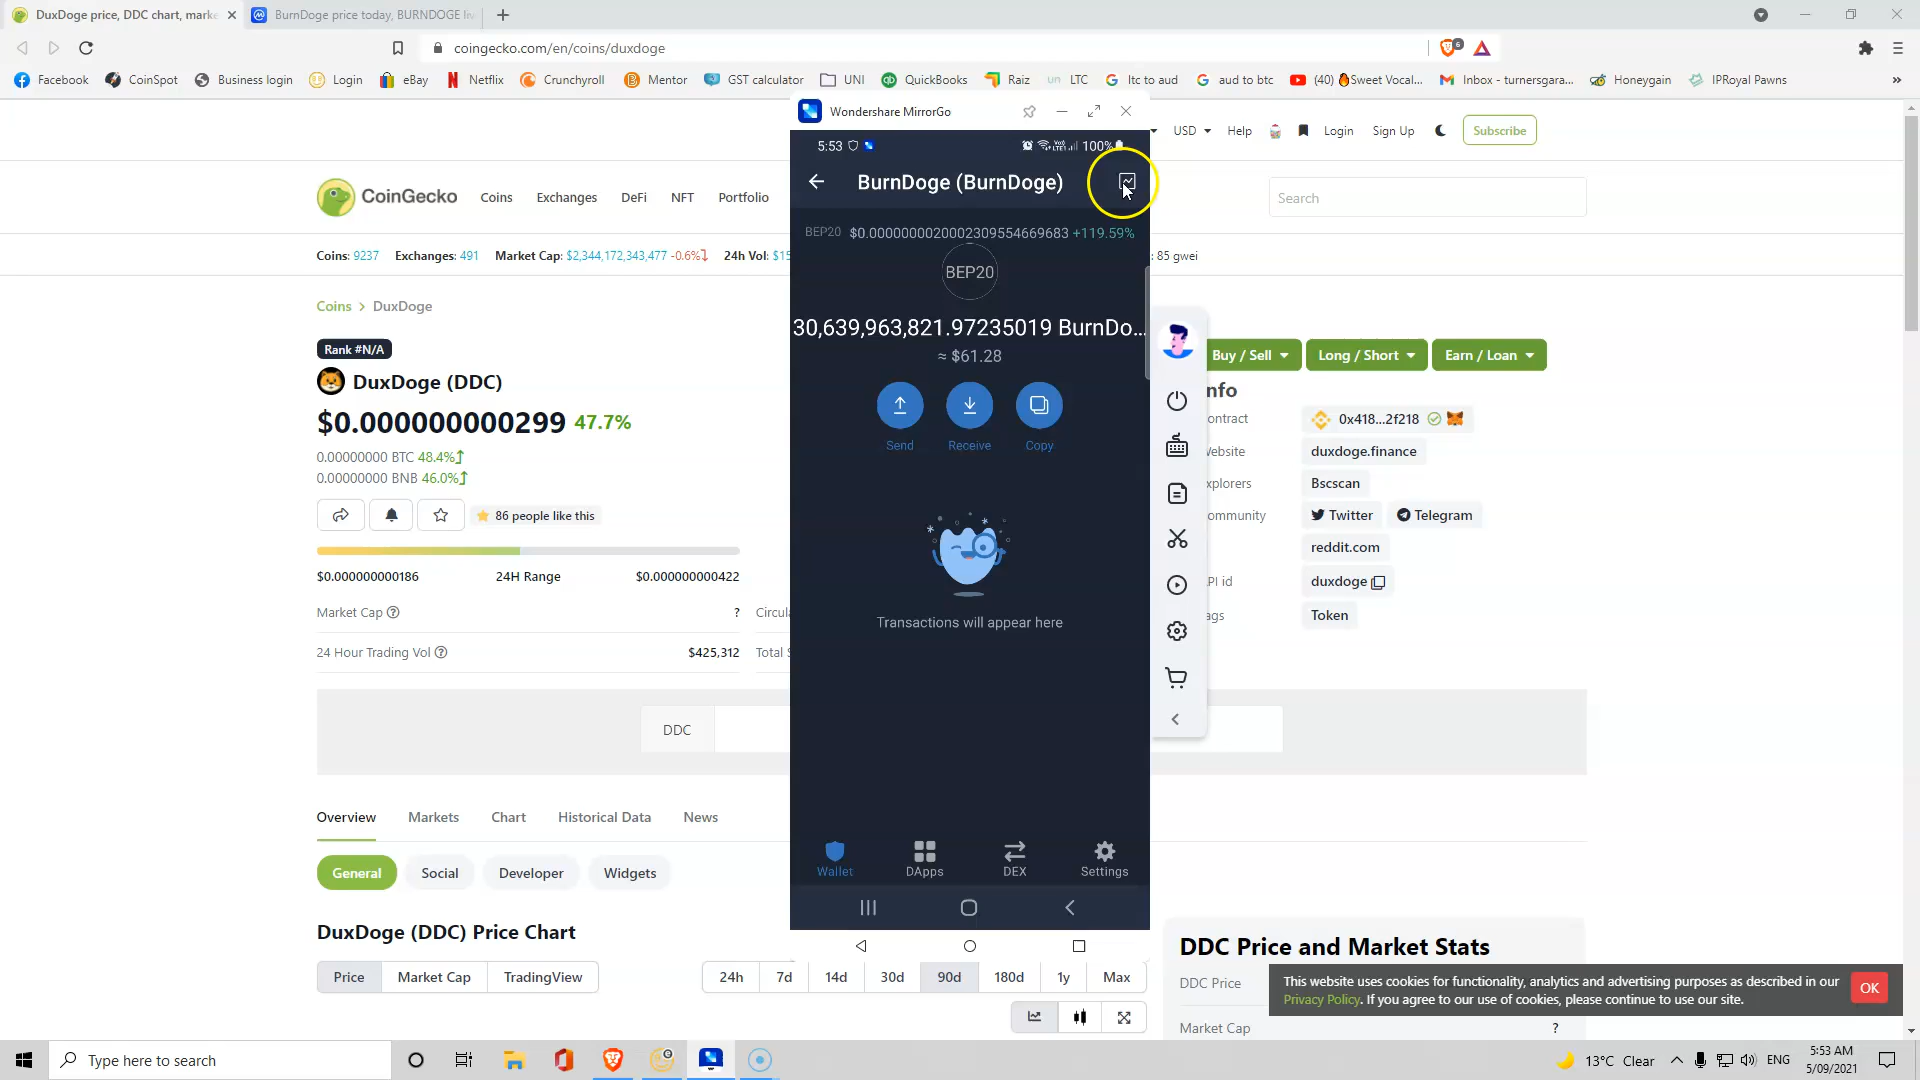 DuxDoge price, DDC chart, marke
BurnDoge price today, BURNDOGE liv
coingecko.com/en/coins/duxdoge
6
Facebook
CoinSpot
Business login
Login
eBay
Netflix
Crunchyroll
Mentor
GST calculator
UNI
QuickBooks
Raiz
un LTC
ltc to aud
aud to btc
(40) 🔥Sweet Vocal...
Inbox - turnersgara...
Honeygain
IPRoyal Pawns
Wondershare MirrorGo
USD
Help
Login
Sign Up
Subscribe
5:53
100%
BurnDoge (BurnDoge)
CoinGecko
Coins
Exchanges
DeFi
NFT
Portfolio
Search
BEP20 $0.0000000020002309554669683 +119.59%
Coins: 9237 Exchanges: 491 Market Cap: $2,344,172,343,477 -0.6% 24h Vol: $15
: 85 gwei
BEP20
Coins > DuxDoge
30,639,963,821.97235019 BurnDo...
≈ $61.28
Rank #N/A
DuxDoge (DDC)
$0.000000000299 47.7%
0.00000000 BTC 48.4%
0.00000000 BNB 46.0%
Send
Receive
Copy
Buy / Sell
Long / Short
Earn / Loan
nfo
ontract
0x418...2f218
ebsite
duxdoge.finance
xplorers
Bscscan
ommunity
Twitter
Telegram
reddit.com
PI id
duxdoge
ags
Token
86 people like this
$0.000000000186
24H Range
$0.000000000422
Market Cap
?
Circula
24 Hour Trading Vol
$425,312
Total S
Transactions will appear here
DDC
Overview
Markets
Chart
Historical Data
News
General
Social
Developer
Widgets
Wallet
DApps
DEX
Settings
DuxDoge (DDC) Price Chart
Price
Market Cap
TradingView
24h
7d
14d
30d
90d
180d
1y
Max
DDC Price and Market Stats
DDC Price
Market Cap
?
This website uses cookies for functionality, analytics and advertising purposes as described in our
Privacy Policy. If you agree to our use of cookies, please continue to use our site.
OK
Type here to search
13°C Clear
ENG
5:53 AM
5/09/2021